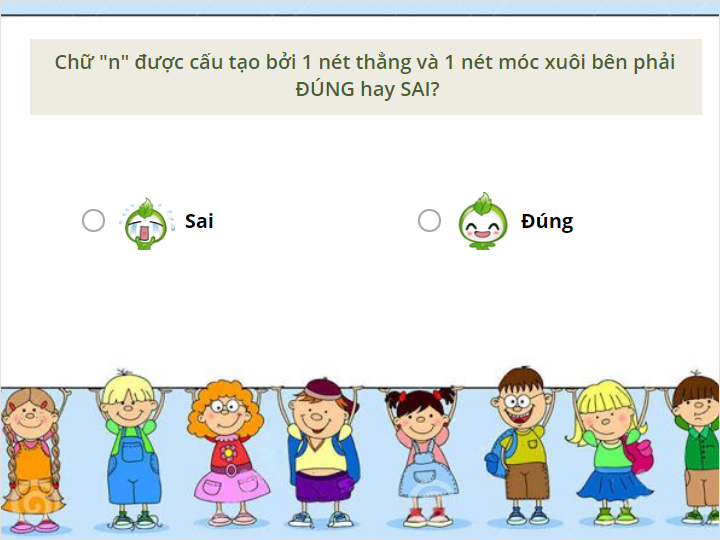 Chữ "n" được cấu tạo bởi 1 nét thẳng và 1 nét móc xuôi bên phải
ĐÚNG hay SAI?
Sai
Đúng